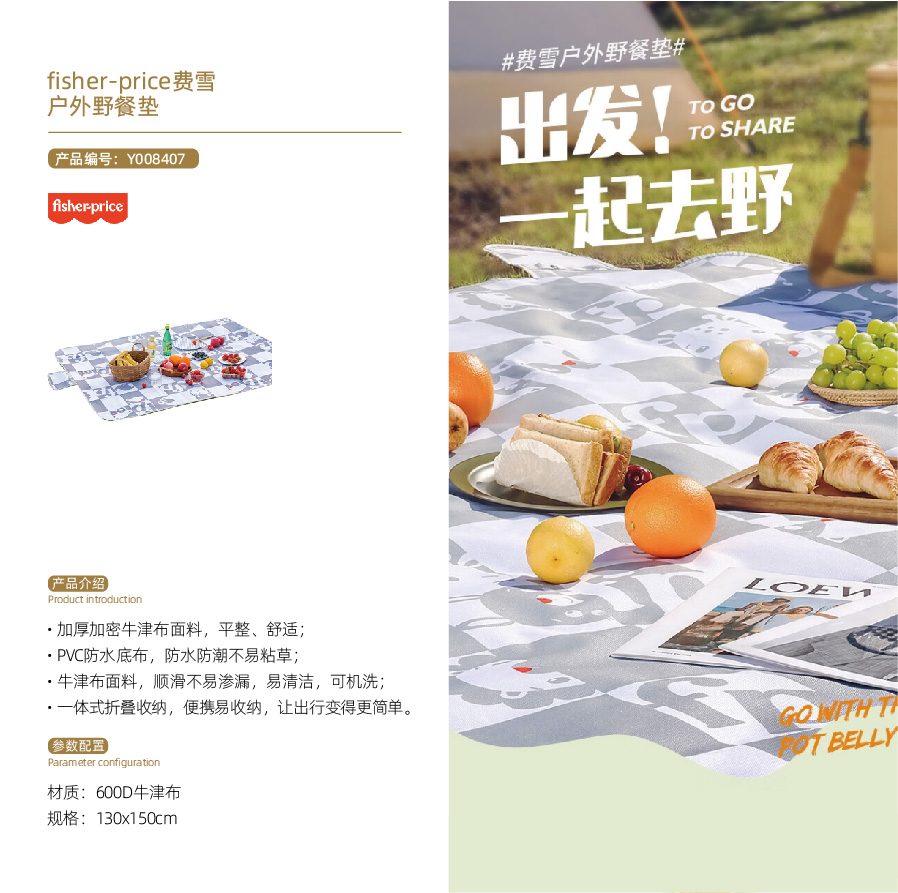 fisher-price费雪
户外野餐垫
产品编号：Y008407
fisher-price
产品介绍
Product introduction
• 加厚加密牛津布面料，平整、舒适；
• PVC防水底布，防水防潮不易粘草；
• 牛津布面料，顺滑不易渗漏，易清洁，可机洗；
• 一体式折叠收纳，便携易收纳，让出行变得更简单。
参数配置
Parameter configuration
材质：600D牛津布
规格：130x150cm
#费雪户外野餐垫#
出发！
TO GO
TO SHARE
一起去野
LOEW
GO WITH TH
POT BELLY